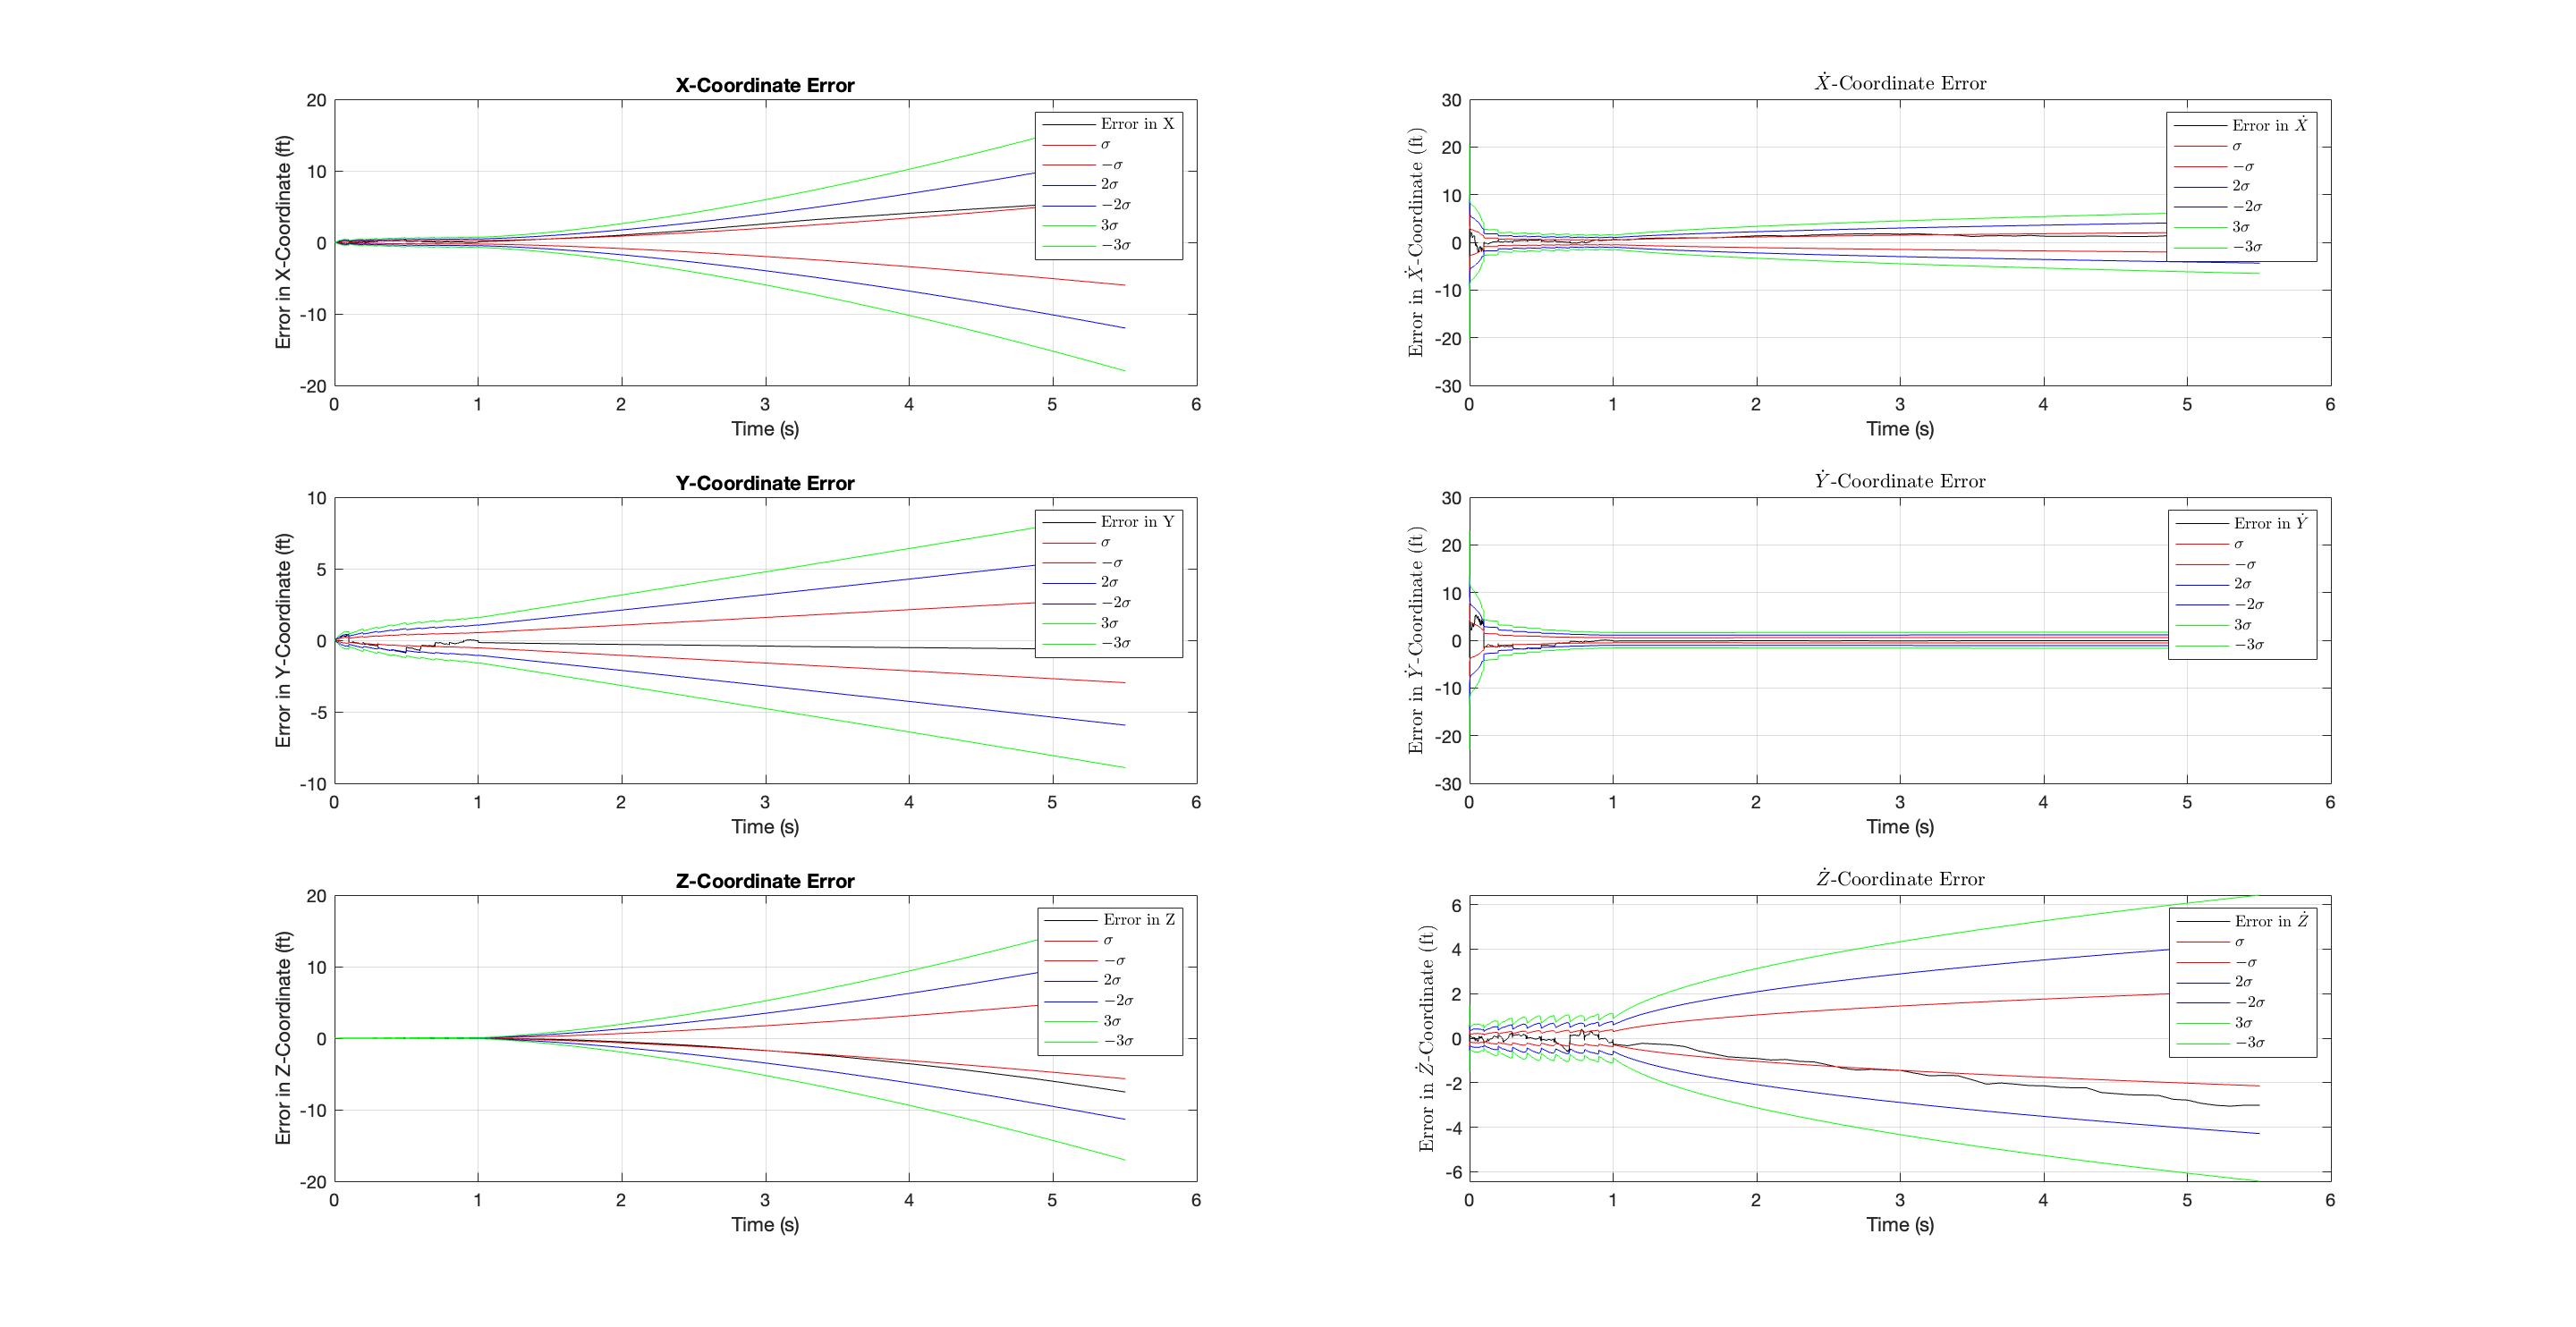 X-Coordinate Error
Error in X-Coordinate (ft)
20
10
0
-10
-20
0 1 2 3 4 5 6
Time (s)
Error in X
σ
−σ
2σ
−2σ
3σ
−3σ
Ẋ-Coordinate Error
Error in Ẋ-Coordinate (ft)
30
20
10
0
-10
-20
-30
0 1 2 3 4 5 6
Time (s)
Error in Ẋ
σ
−σ
2σ
−2σ
3σ
−3σ
Y-Coordinate Error
Error in Y-Coordinate (ft)
10
5
0
-5
-10
0 1 2 3 4 5 6
Time (s)
Error in Y
σ
−σ
2σ
−2σ
3σ
−3σ
Ẏ-Coordinate Error
Error in Ẏ-Coordinate (ft)
30
20
10
0
-10
-20
-30
0 1 2 3 4 5 6
Time (s)
Error in Ẏ
σ
−σ
2σ
−2σ
3σ
−3σ
Z-Coordinate Error
Error in Z-Coordinate (ft)
20
10
0
-10
-20
0 1 2 3 4 5 6
Time (s)
Error in Z
σ
−σ
2σ
−2σ
3σ
−3σ
Ż-Coordinate Error
Error in Ż-Coordinate (ft)
6
4
2
0
-2
-4
-6
0 1 2 3 4 5 6
Time (s)
Error in Ż
σ
−σ
2σ
−2σ
3σ
−3σ